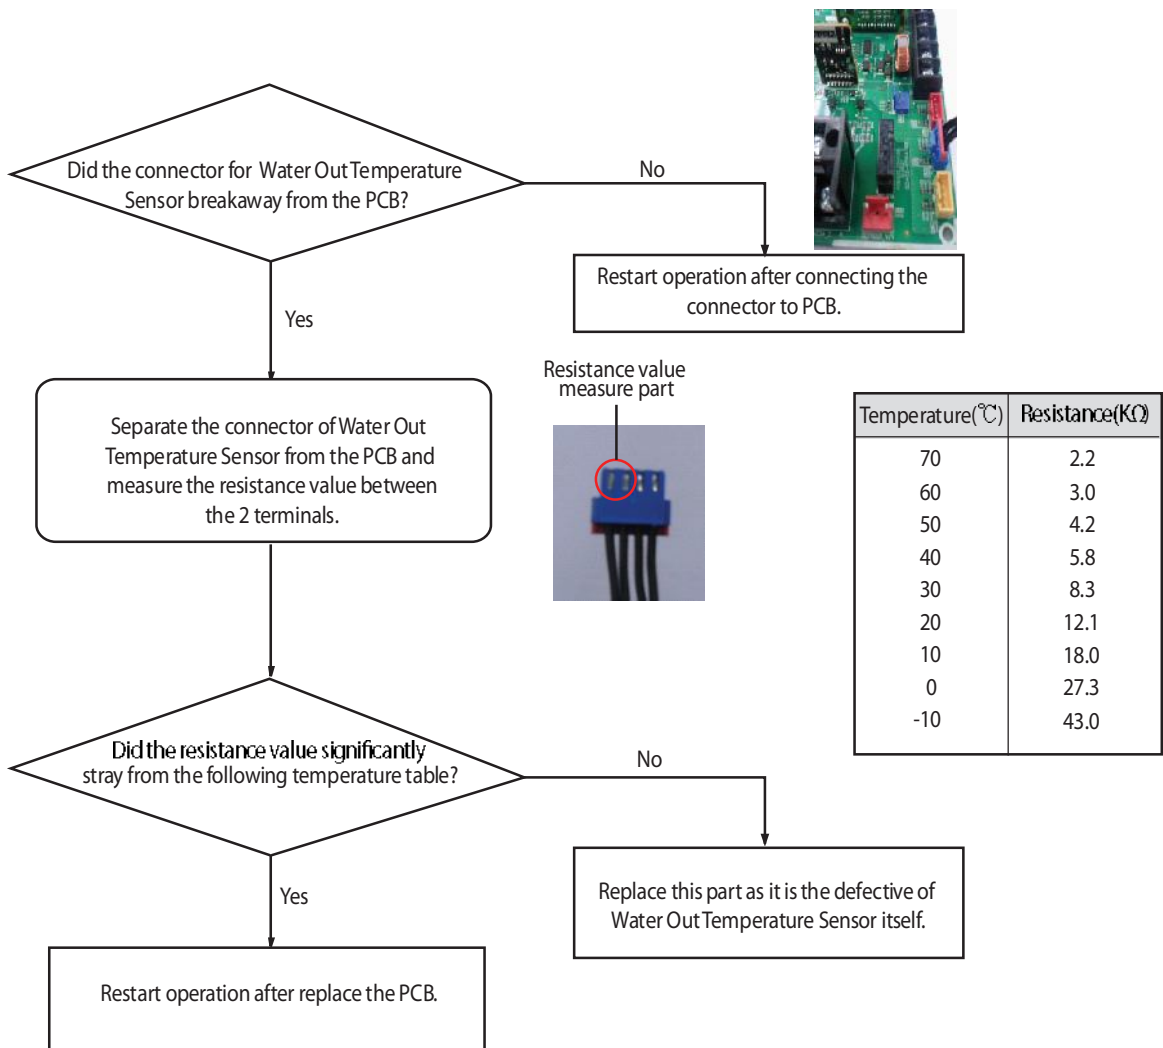 Did the connector for Water Out Temperature
Sensor breakaway from the PCB?
No
Restart operation after connecting the
connector to PCB.
Yes
Separate the connector of Water Out
Temperature Sensor from the PCB and
measure the resistance value between
the 2 terminals.
Resistance value
measure part
Temperature(℃) Resistance(KΩ)
70 2.2
60 3.0
50 4.2
40 5.8
30 8.3
20 12.1
10 18.0
0 27.3
-10 43.0
Did the resistance value significantly
stray from the following temperature table?
No
Replace this part as it is the defective of
Water Out Temperature Sensor itself.
Yes
Restart operation after replace the PCB.